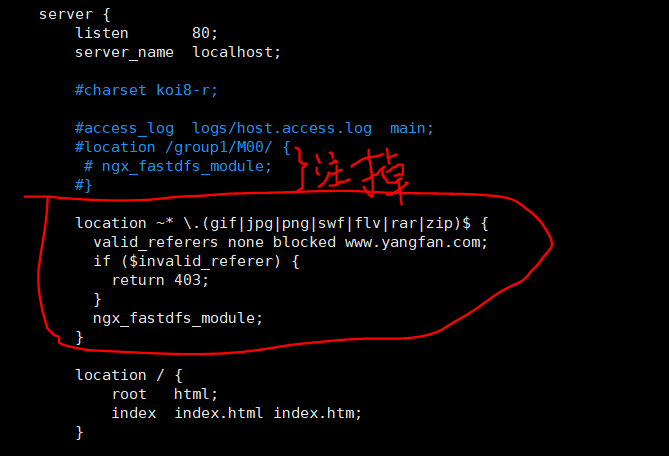 server {
listen 80;
server_name localhost;
#charset koi8-r;
#access_log logs/host.access.log main;
#location /group1/M00/ {
# ngx_fastdfs_module;
#}
注掉
location ~* \.(gif|jpg|png|swf|flv|rar|zip)$ {
valid_referers none blocked www.yangfan.com;
if ($invalid_referer) {
return 403;
}
ngx_fastdfs_module;
}
location / {
root html;
index index.html index.htm;
}